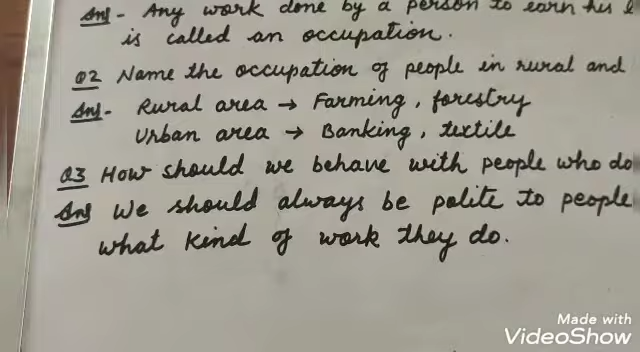 Ans - Any work done by a person to earn his
is called an occupation.
Q2 Name the occupation of people in rural and
Ans - Rural area → Farming, forestry
Urban area → Banking, textile
Q3 How should we behave with people who do
Ans We should always be polite to people
what kind of work they do.
Made with
VideoShow